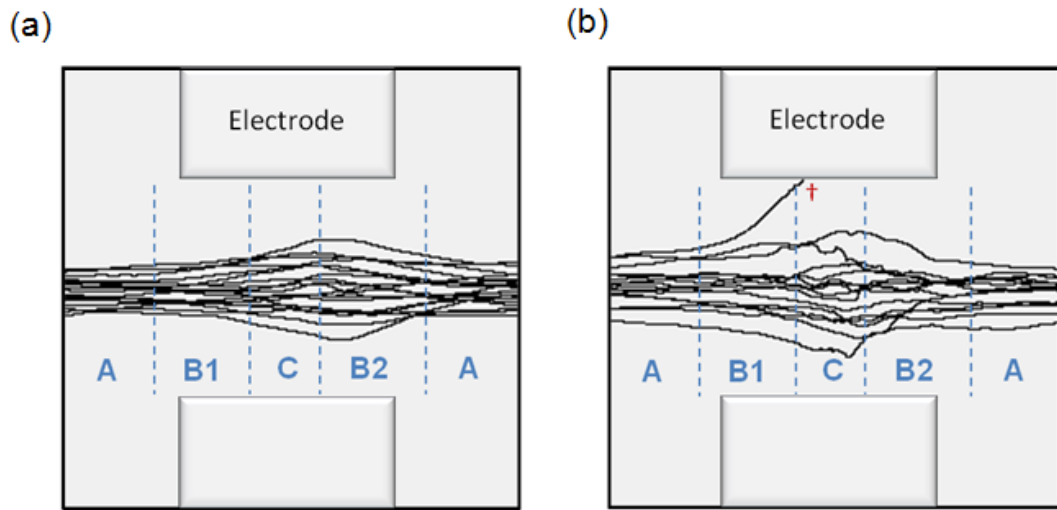 (a)
(b)
Electrode
Electrode
†
A B1 C B2 A
A B1 C B2 A